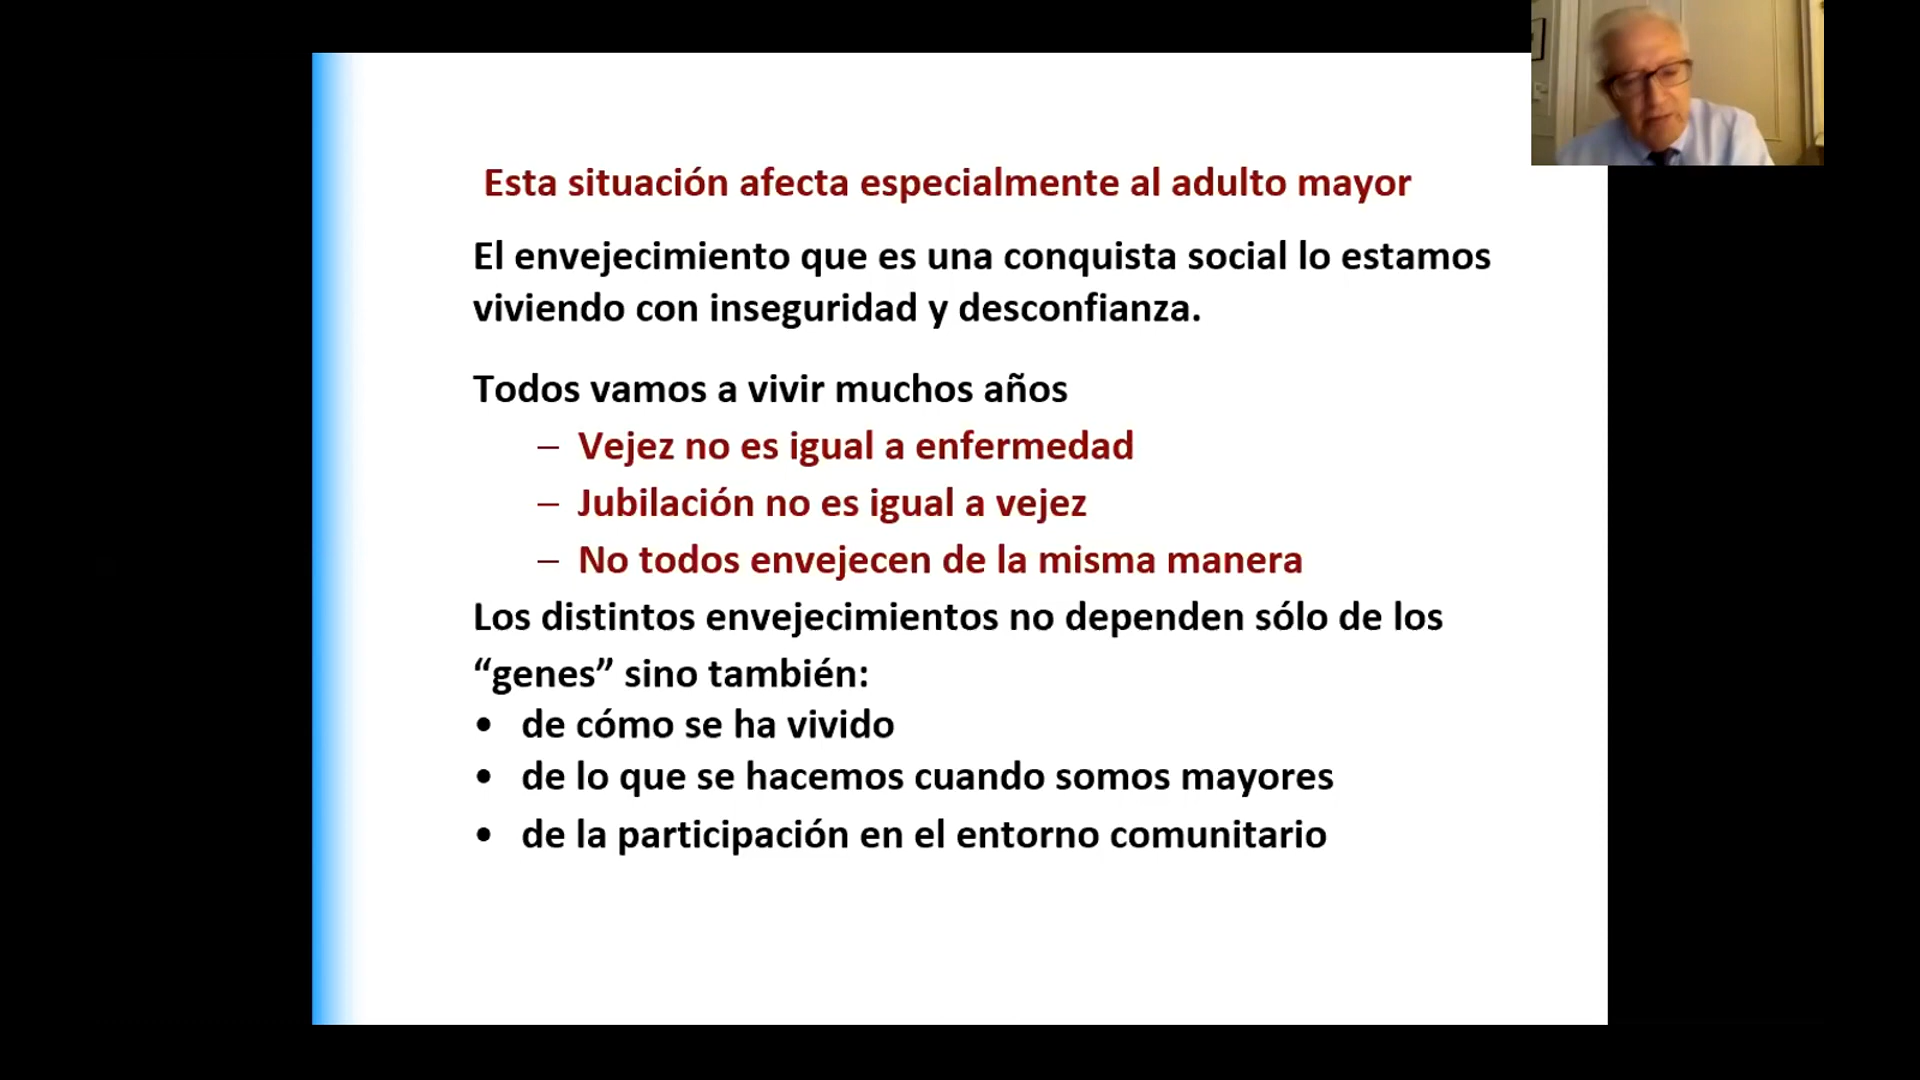 Esta situación afecta especialmente al adulto mayor
El envejecimiento que es una conquista social lo estamos
viviendo con inseguridad y desconfianza.
Todos vamos a vivir muchos años
– Vejez no es igual a enfermedad
– Jubilación no es igual a vejez
– No todos envejecen de la misma manera
Los distintos envejecimientos no dependen sólo de los
“genes” sino también:
• de cómo se ha vivido
• de lo que se hacemos cuando somos mayores
• de la participación en el entorno comunitario